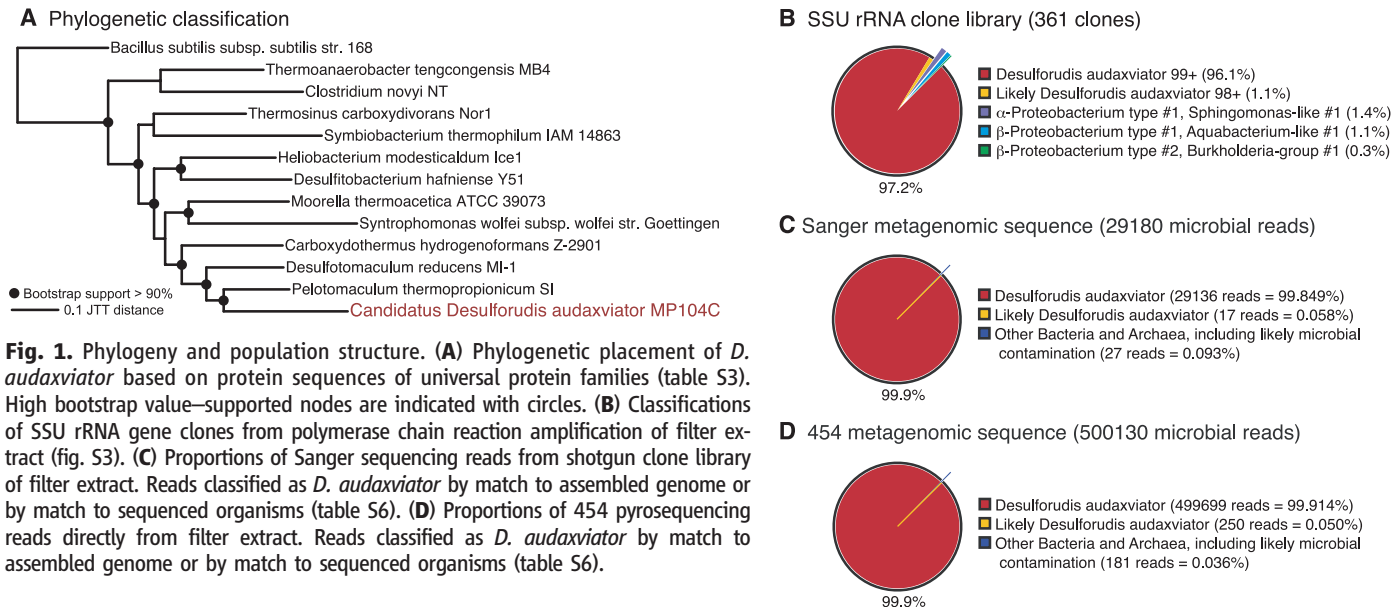 A Phylogenetic classification
Bacillus subtilis subsp. subtilis str. 168
Thermoanaerobacter tengcongensis MB4
Clostridium novyi NT
Thermosinus carboxydivorans Nor1
Symbiobacterium thermophilum IAM 14863
Heliobacterium modesticaldum Ice1
Desulfitobacterium hafniense Y51
Moorella thermoacetica ATCC 39073
Syntrophomonas wolfei subsp. wolfei str. Goettingen
Carboxydothermus hydrogenoformans Z-2901
Desulfotomaculum reducens MI-1
Pelotomaculum thermopropionicum SI
Candidatus Desulforudis audaxviator MP104C
Bootstrap support > 90%
0.1 JTT distance
Fig. 1. Phylogeny and population structure. (A) Phylogenetic placement of D.
audaxviator based on protein sequences of universal protein families (table S3).
High bootstrap value–supported nodes are indicated with circles. (B) Classifications
of SSU rRNA gene clones from polymerase chain reaction amplification of filter ex-
tract (fig. S3). (C) Proportions of Sanger sequencing reads from shotgun clone library
of filter extract. Reads classified as D. audaxviator by match to assembled genome or
by match to sequenced organisms (table S6). (D) Proportions of 454 pyrosequencing
reads directly from filter extract. Reads classified as D. audaxviator by match to
assembled genome or by match to sequenced organisms (table S6).
B SSU rRNA clone library (361 clones)
Desulforudis audaxviator 99+ (96.1%)
Likely Desulforudis audaxviator 98+ (1.1%)
α-Proteobacterium type #1, Sphingomonas-like #1 (1.4%)
β-Proteobacterium type #1, Aquabacterium-like #1 (1.1%)
β-Proteobacterium type #2, Burkholderia-group #1 (0.3%)
97.2%
C Sanger metagenomic sequence (29180 microbial reads)
Desulforudis audaxviator (29136 reads = 99.849%)
Likely Desulforudis audaxviator (17 reads = 0.058%)
Other Bacteria and Archaea, including likely microbial
contamination (27 reads = 0.093%)
99.9%
D 454 metagenomic sequence (500130 microbial reads)
Desulforudis audaxviator (499699 reads = 99.914%)
Likely Desulforudis audaxviator (250 reads = 0.050%)
Other Bacteria and Archaea, including likely microbial
contamination (181 reads = 0.036%)
99.9%